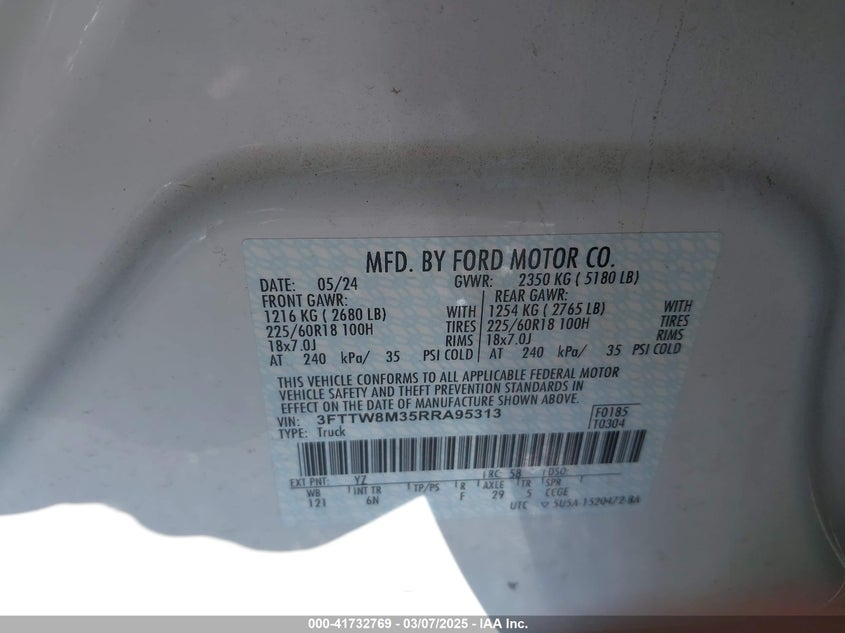 MFD. BY FORD MOTOR CO.
DATE: 05/24 GVWR: 2350 KG ( 5180 LB)
FRONT GAWR: REAR GAWR:
1216 KG ( 2680 LB) WITH 1254 KG ( 2765 LB) WITH
225/60R18 100H TIRES 225/60R18 100H TIRES
18x7.0J RIMS 18x7.0J RIMS
AT 240 kPa/ 35 PSI COLD AT 240 kPa/ 35 PSI COLD
THIS VEHICLE CONFORMS TO ALL APPLICABLE FEDERAL MOTOR
VEHICLE SAFETY AND THEFT PREVENTION STANDARDS IN
EFFECT ON THE DATE OF MANUFACTURE SHOWN ABOVE.
VIN: 3FTTW8M35RRA95313 F0185
TYPE: Truck T0304
EXT PNT: YZ RC: 58 DSO:
WB INT TR TP/PS R AXLE TR SPR
121 6N F 29 5 CCGE
UTC 5U5A-1520472-BA
000-41732769 - 03/07/2025 - IAA Inc.